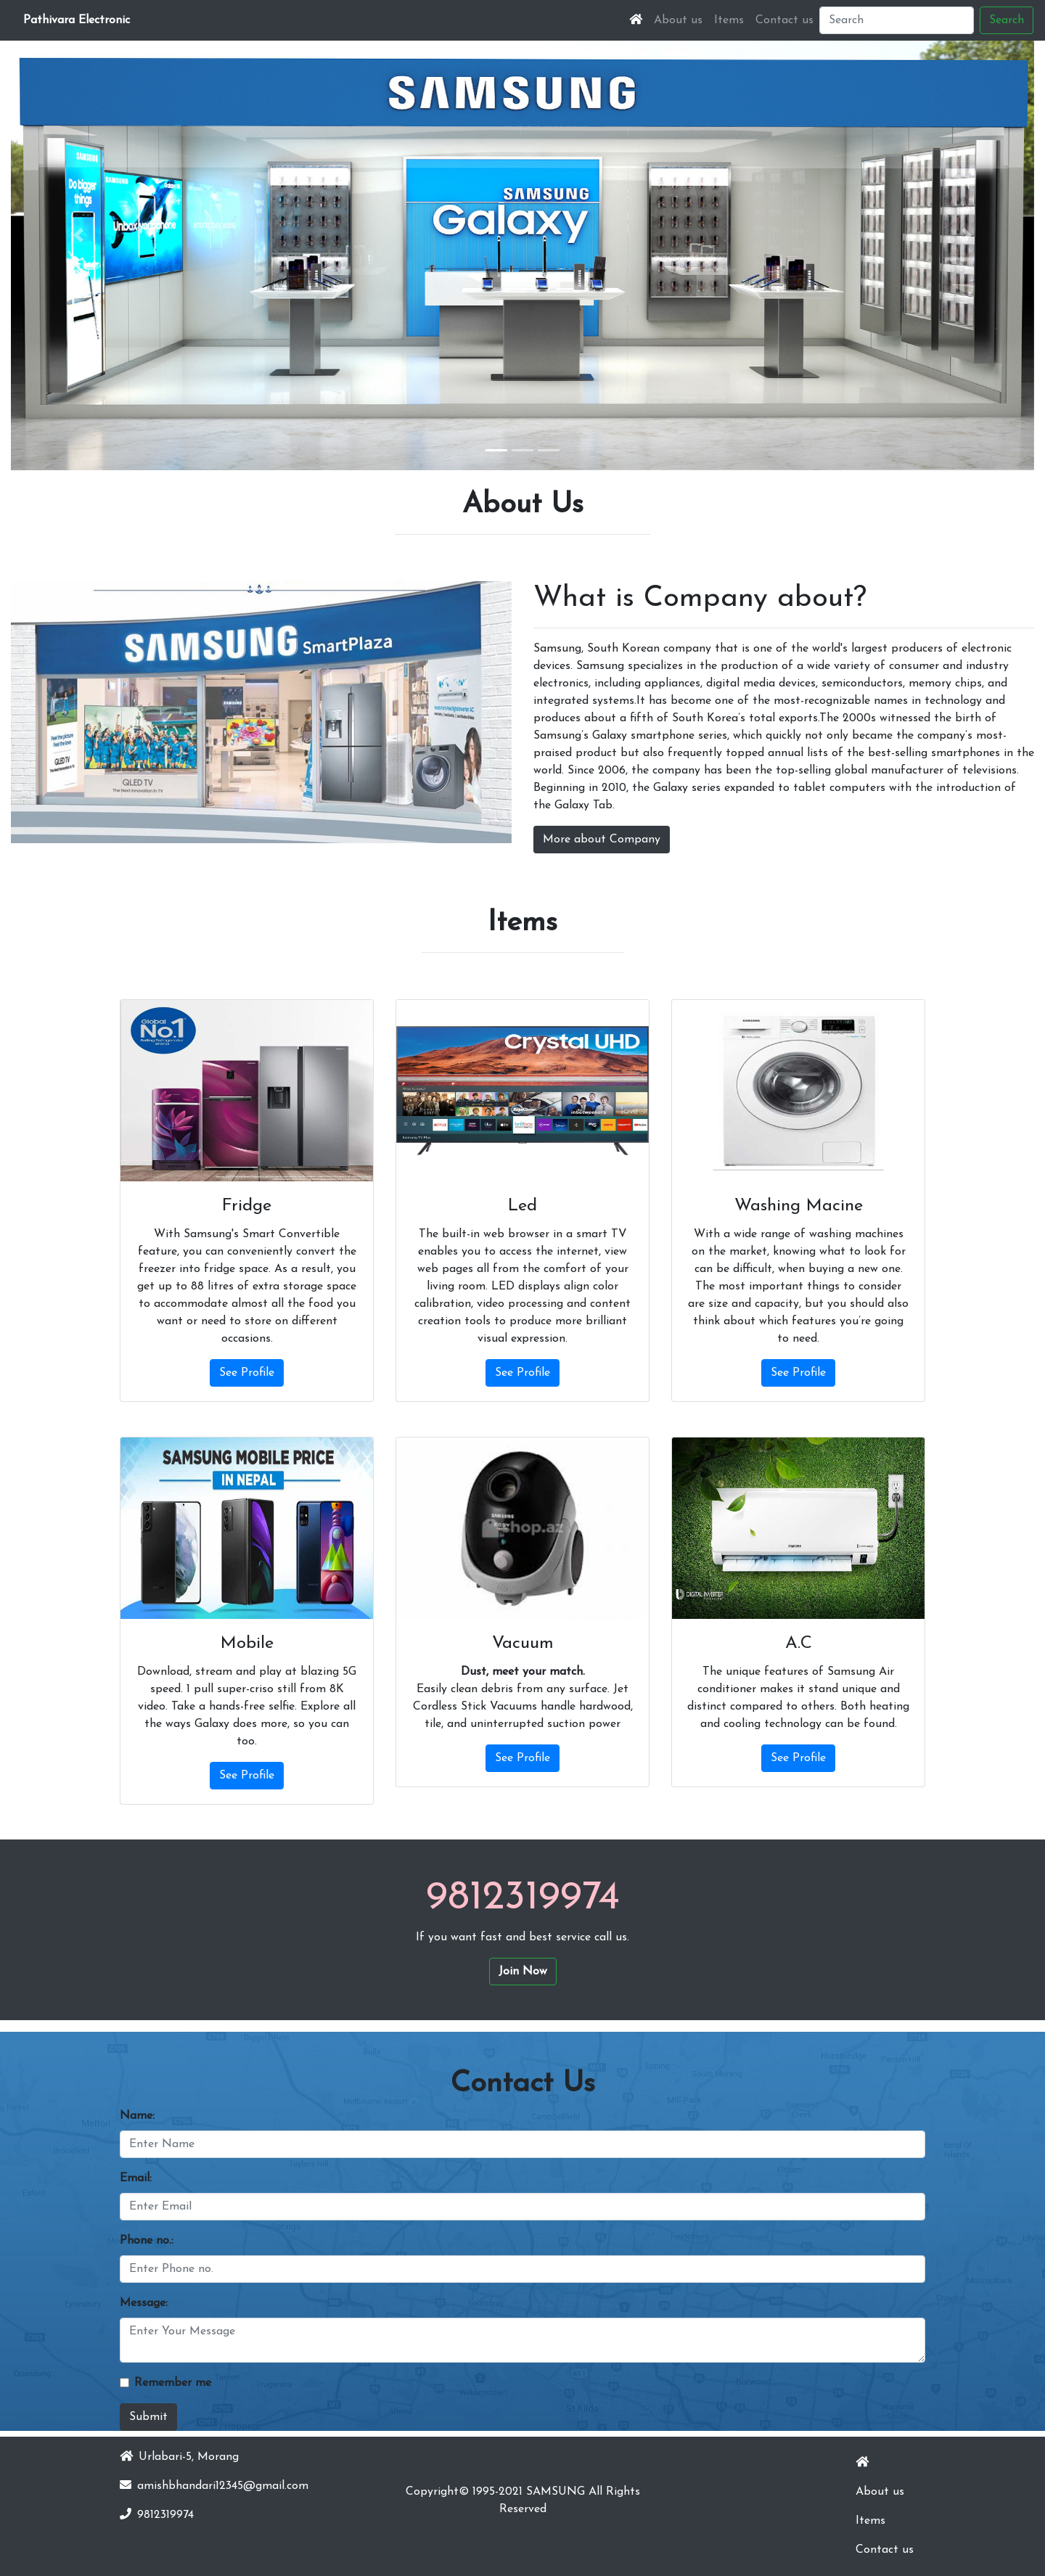 Pathivara Electronic
About us
Items
Contact us
Search
Search
SAMSUNG
SAMSUNG
Do bigger
things
SAMSUNG
Unbox your phone
SAMSUNG
Galaxy
About Us
SAMSUNG SmartPlaza
QLED TV
The Next Innovation in TV
What is Company about?
Samsung, South Korean company that is one of the world's largest producers of electronic
devices. Samsung specializes in the production of a wide variety of consumer and industry
electronics, including appliances, digital media devices, semiconductors, memory chips, and
integrated systems.It has become one of the most-recognizable names in technology and
produces about a fifth of South Korea's total exports.The 2000s witnessed the birth of
Samsung's Galaxy smartphone series, which quickly not only became the company's most-
praised product but also frequently topped annual lists of the best-selling smartphones in the
world. Since 2006, the company has been the top-selling global manufacturer of televisions.
Beginning in 2010, the Galaxy series expanded to tablet computers with the introduction of
the Galaxy Tab.
More about Company
Items
Global
No.1
Crystal UHD
SAMSUNG
Fridge
With Samsung's Smart Convertible
feature, you can conveniently convert the
freezer into fridge space. As a result, you
get up to 88 litres of extra storage space
to accommodate almost all the food you
want or need to store on different
occasions.
See Profile
Led
The built-in web browser in a smart TV
enables you to access the internet, view
web pages all from the comfort of your
living room. LED displays align color
calibration, video processing and content
creation tools to produce more brilliant
visual expression.
See Profile
Washing Macine
With a wide range of washing machines
on the market, knowing what to look for
can be difficult, when buying a new one.
The most important things to consider
are size and capacity, but you should also
think about which features you're going
to need.
See Profile
SAMSUNG MOBILE PRICE
IN NEPAL
SAMSUNG
shop.az
DIGITAL INVERTER
Mobile
Download, stream and play at blazing 5G
speed. 1 pull super-criso still from 8K
video. Take a hands-free selfie. Explore all
the ways Galaxy does more, so you can
too.
See Profile
Vacuum
Dust, meet your match.
Easily clean debris from any surface. Jet
Cordless Stick Vacuums handle hardwood,
tile, and uninterrupted suction power
See Profile
A.C
The unique features of Samsung Air
conditioner makes it stand unique and
distinct compared to others. Both heating
and cooling technology can be found.
See Profile
9812319974
If you want fast and best service call us.
Join Now
Contact Us
Name:
Enter Name
Email:
Enter Email
Phone no.:
Enter Phone no.
Message:
Enter Your Message
Remember me
Submit
Urlabari-5, Morang
amishbhandari12345@gmail.com
9812319974
Copyright© 1995-2021 SAMSUNG All Rights
Reserved
About us
Items
Contact us